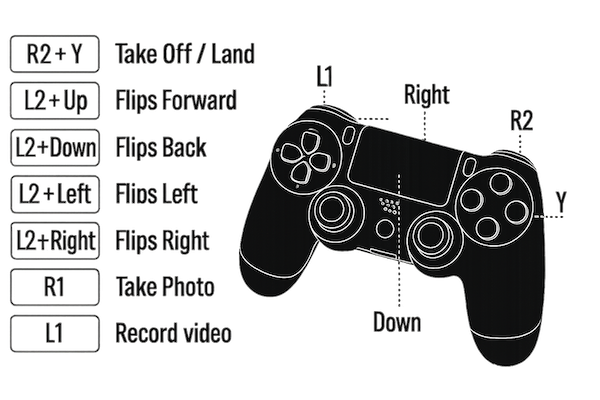 R2 + Y Take Off / Land
L2 + Up Flips Forward
L2+Down Flips Back
L2 + Left Flips Left
L2+Right Flips Right
R1 Take Photo
L1 Record video
L1
Right
R2
Y
Down